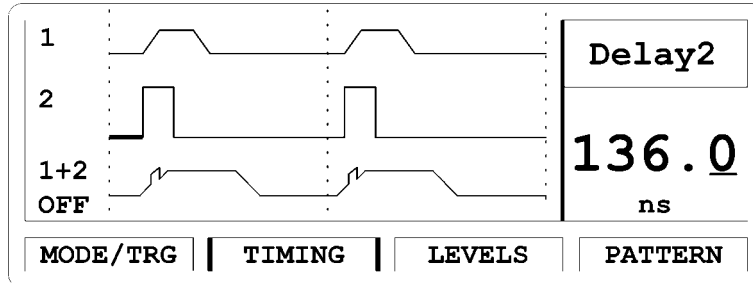 1
2
1+2
OFF
Delay2
136.0
ns
MODE/TRG
TIMING
LEVELS
PATTERN